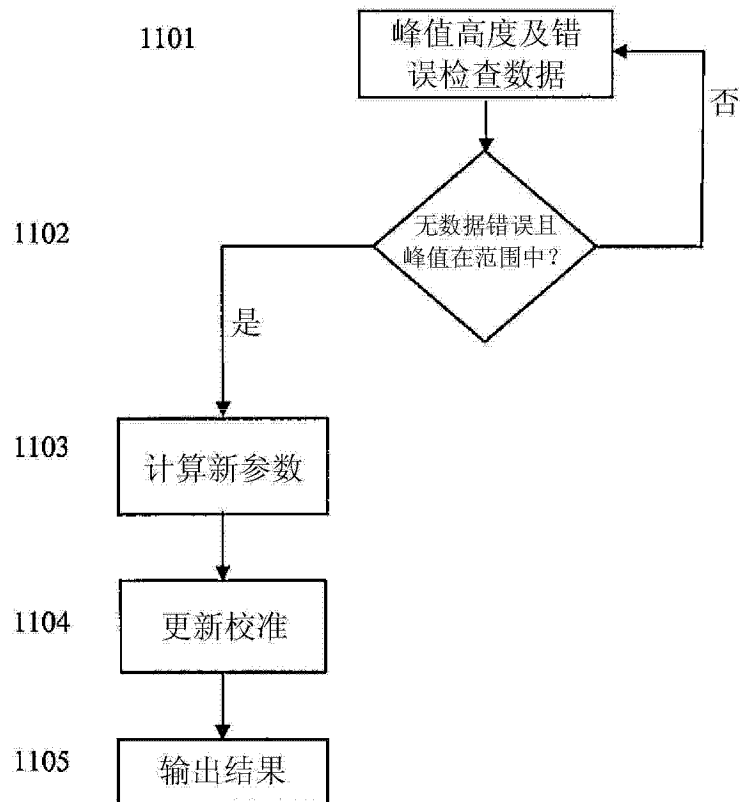 1101
峰值高度及错
误检查数据
否
1102
无数据错误且
峰值在范围中？
是
1103
计算新参数
1104
更新校准
1105
输出结果